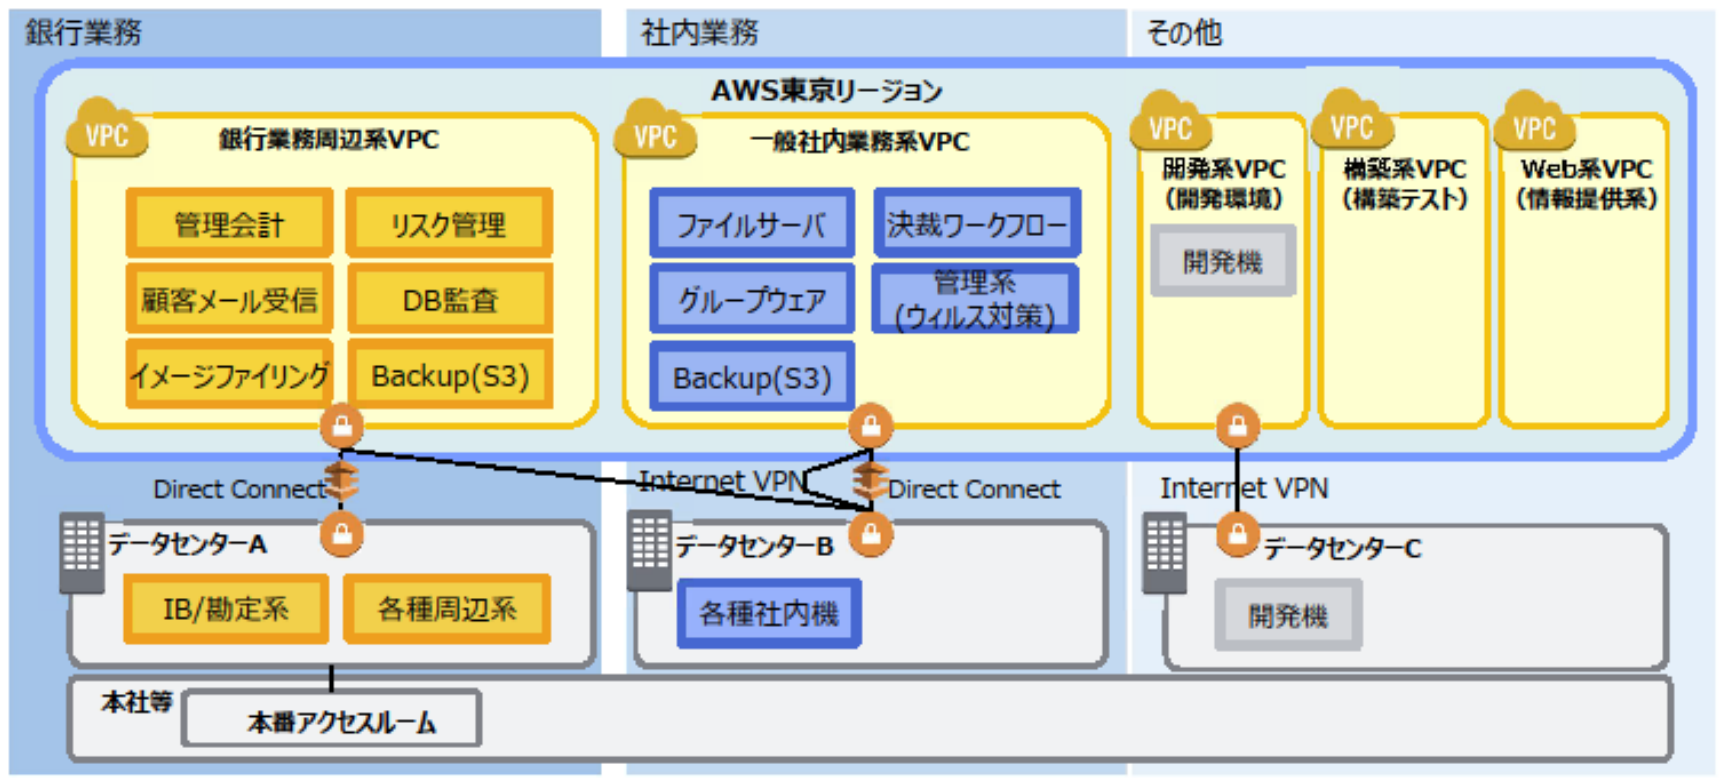 銀行業務
社内業務
その他
AWS東京リージョン
VPC
銀行業務周辺系VPC
管理会計
リスク管理
顧客メール受信
DB監査
イメージファイリング
Backup(S3)
VPC
一般社内業務系VPC
ファイルサーバ
決裁ワークフロー
グループウェア
管理系
(ウィルス対策)
Backup(S3)
VPC
開発系VPC
（開発環境）
開発機
VPC
構築系VPC
（構築テスト）
VPC
Web系VPC
（情報提供系）
Direct Connect
Internet VPN
Direct Connect
Internet VPN
データセンターA
IB/勘定系
各種周辺系
データセンターB
各種社内機
データセンターC
開発機
本社等
本番アクセスルーム